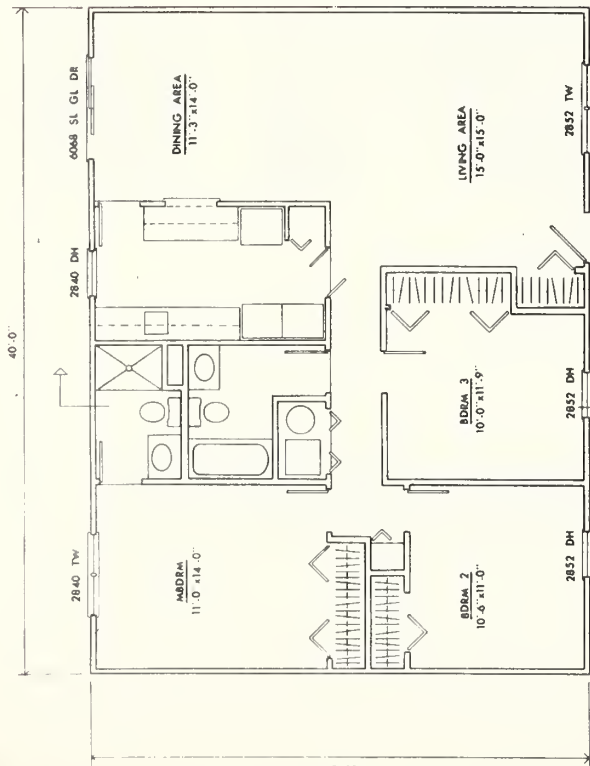 40'-0"
2840 TW
2840 DH
6068 SL GL DR
MBDRM
11'-0"x14'-0"
DINING AREA
11'-3"x14'-0"
LIVING AREA
15'-0"x15'-0"
BDRM 2
10'-6"x11'-0"
BDRM 3
10'-0"x11'-9"
2852 DH
2852 DH
2852 TW